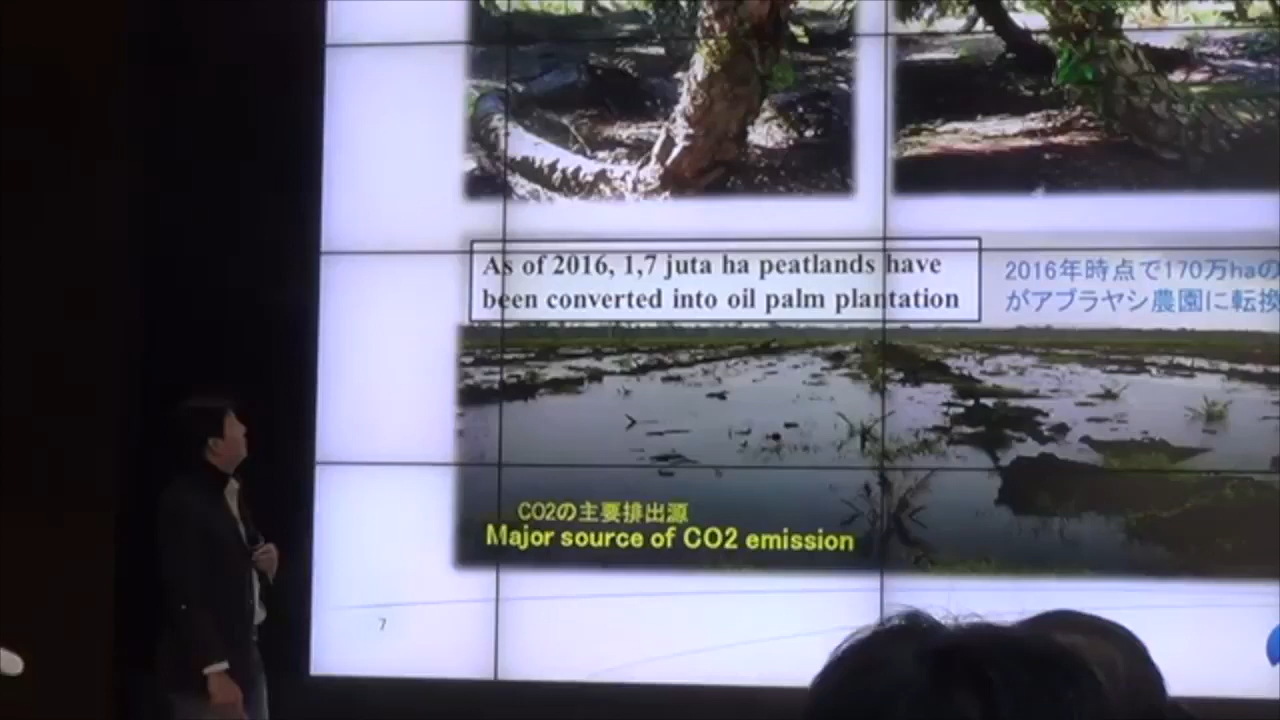 As of 2016, 1,7 juta ha peatlands have
been converted into oil palm plantation
2016年時点で170万haの
がアブラヤシ農園に転換
CO2の主要排出源
Major source of CO2 emission
7